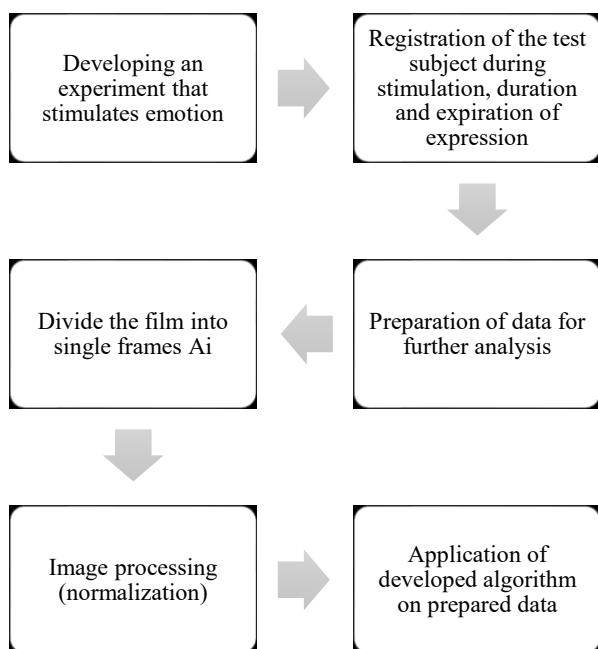 Developing an
experiment that
stimulates emotion
Registration of the test
subject during
stimulation, duration
and expiration of
expression
Preparation of data for
further analysis
Divide the film into
single frames Ai
Image processing
(normalization)
Application of
developed algorithm
on prepared data